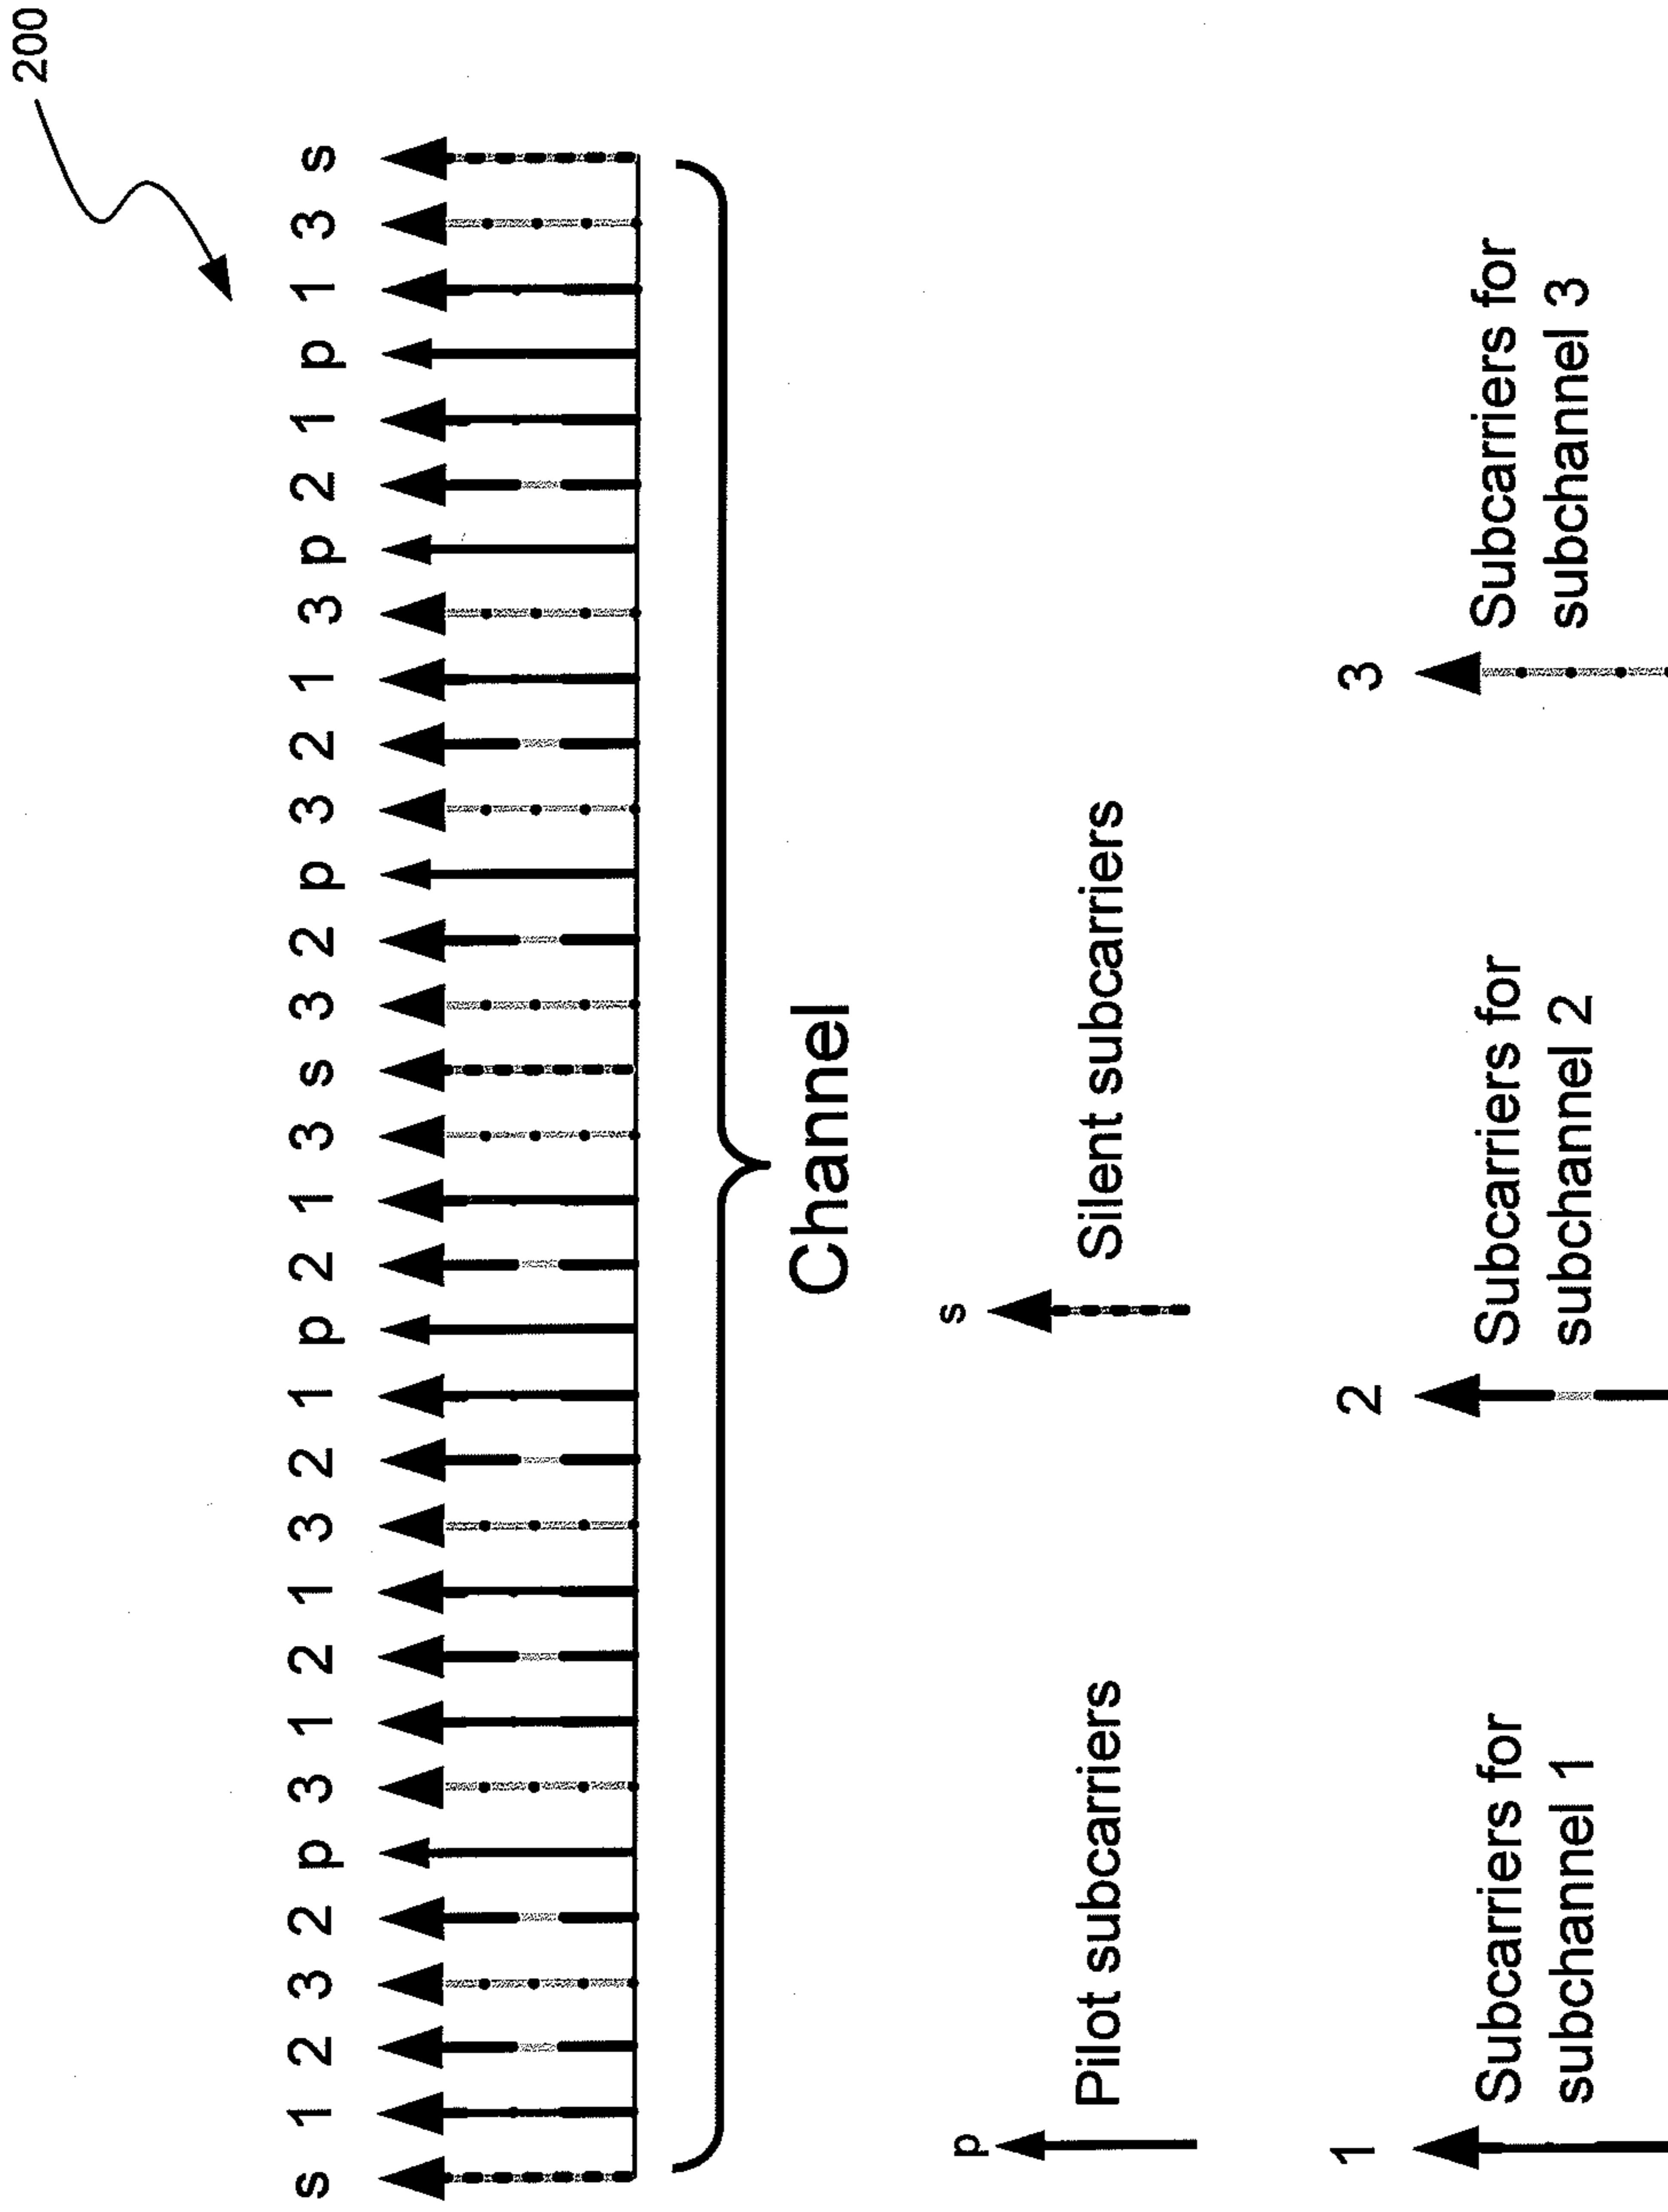 200
s 1 2 3 2 p 3 1 2 1 3 2 1 p 2 1 3 s 3 2 p 3 2 1 3 p 2 1 p 1 3 s
Channel
p Pilot subcarriers
s Silent subcarriers
1 Subcarriers for
subchannel 1
2 Subcarriers for
subchannel 2
3 Subcarriers for
subchannel 3